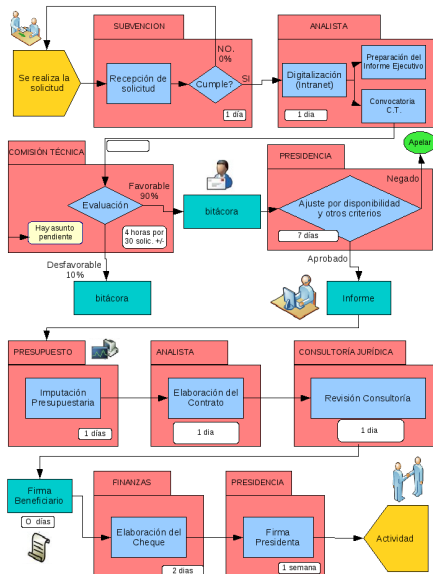 SUBVENCION
ANALISTA
NO.
0%
Se realiza la
solicitud
Recepción de
solicitud
Cumple?
SI
1 día
Digitalización
(Intranet)
Preparación del
Informe Ejecutivo
Convocatoria
C.T.
1 dia
Apelar
COMISIÓN TÉCNICA
PRESIDENCIA
Evaluación
Favorable
90%
Hay asunto
pendiente
4 horas por
30 solic. +/-
bitácora
Ajuste por disponibilidad
y otros criterios
Negado
7 días
Desfavorable
10%
Aprobado
bitácora
Informe
PRESUPUESTO
ANALISTA
CONSULTORÍA JURÍDICA
Imputación
Presupuestaria
Elaboración del
Contrato
Revisión Consultoría
1 días
1 dia
1 dia
Firma
Beneficiario
0 días
FINANZAS
PRESIDENCIA
Elaboración del
Cheque
Firma
Presidenta
Actividad
2 dias
1 semana